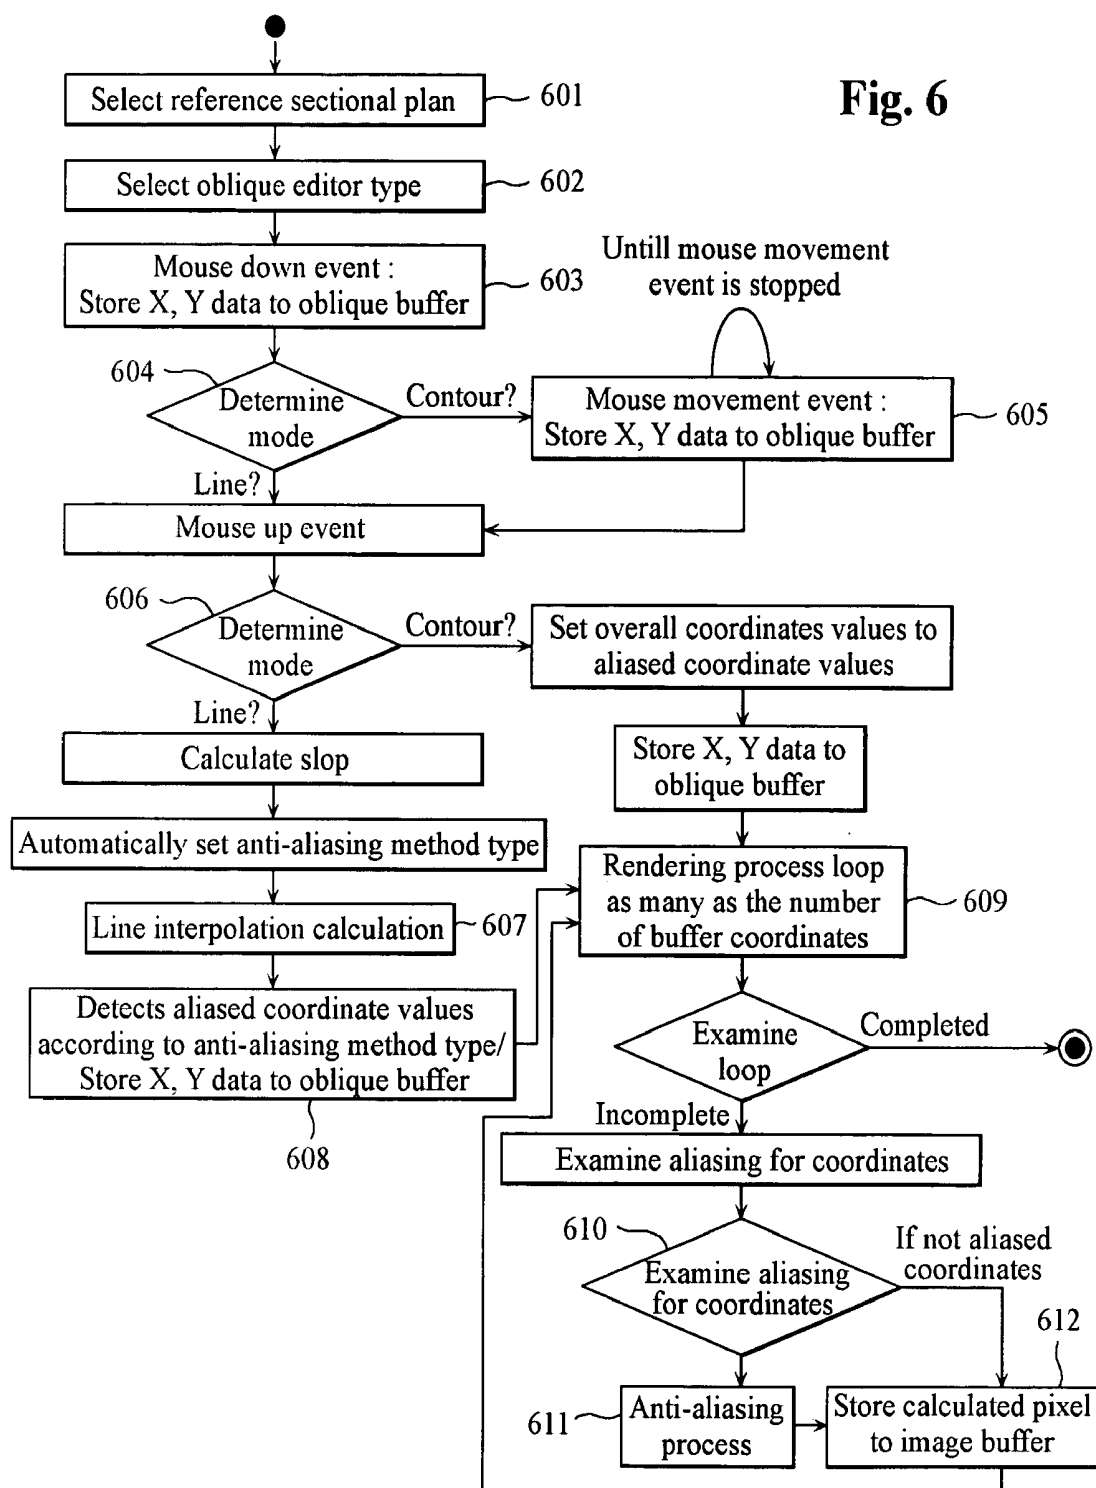 Fig. 6
Select reference sectional plan
601
Select oblique editor type
602
Mouse down event :
Store X, Y data to oblique buffer
603
Untill mouse movement
event is stopped
604
Determine
mode
Contour?
Mouse movement event :
Store X, Y data to oblique buffer
605
Line?
Mouse up event
606
Determine
mode
Contour?
Set overall coordinates values to
aliased coordinate values
Line?
Calculate slop
Store X, Y data to
oblique buffer
Automatically set anti-aliasing method type
Rendering process loop
as many as the number
of buffer coordinates
609
Line interpolation calculation
607
Detects aliased coordinate values
according to anti-aliasing method type/
Store X, Y data to oblique buffer
608
Examine
loop
Completed
Incomplete
Examine aliasing for coordinates
610
Examine aliasing
for coordinates
If not aliased
coordinates
612
611
Anti-aliasing
process
Store calculated pixel
to image buffer